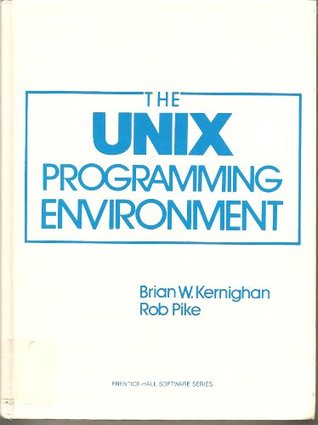 THE
UNIX
PROGRAMMING
ENVIRONMENT
Brian W. Kernighan
Rob Pike
PRENTICE-HALL SOFTWARE SERIES